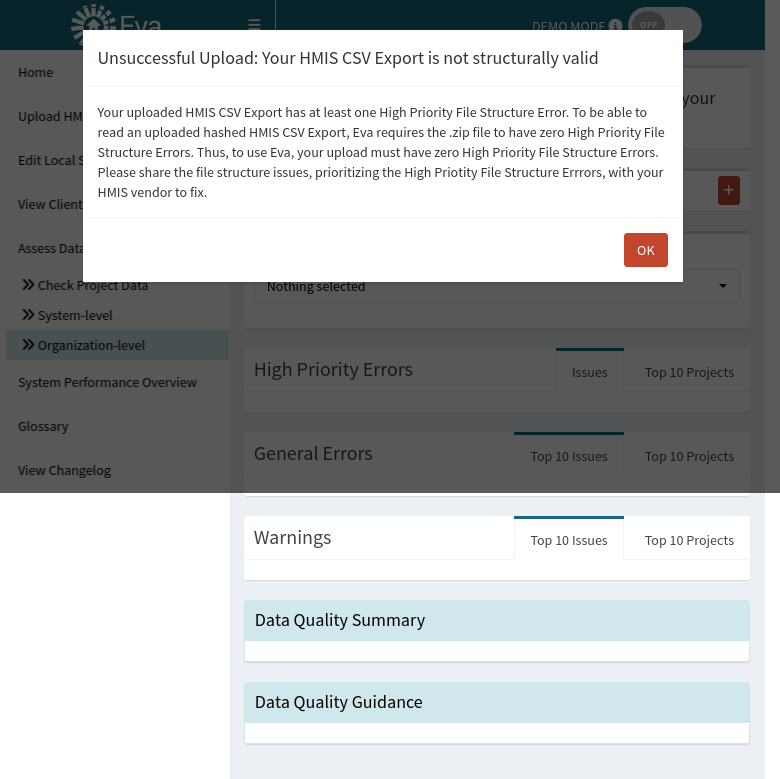 Eva
DEMO MODE
OFF
Unsuccessful Upload: Your HMIS CSV Export is not structurally valid
Your uploaded HMIS CSV Export has at least one High Priority File Structure Error. To be able to
read an uploaded hashed HMIS CSV Export, Eva requires the .zip file to have zero High Priority File
Structure Errors. Thus, to use Eva, your upload must have zero High Priority File Structure Errors.
Please share the file structure issues, prioritizing the High Priotity File Structure Errrors, with your
HMIS vendor to fix.
OK
Home
Upload HM
Edit Local S
View Client
Assess Data
Check Project Data
System-level
Organization-level
System Performance Overview
Glossary
View Changelog
your
+
Nothing selected
High Priority Errors
Issues
Top 10 Projects
General Errors
Top 10 Issues
Top 10 Projects
Warnings
Top 10 Issues
Top 10 Projects
Data Quality Summary
Data Quality Guidance